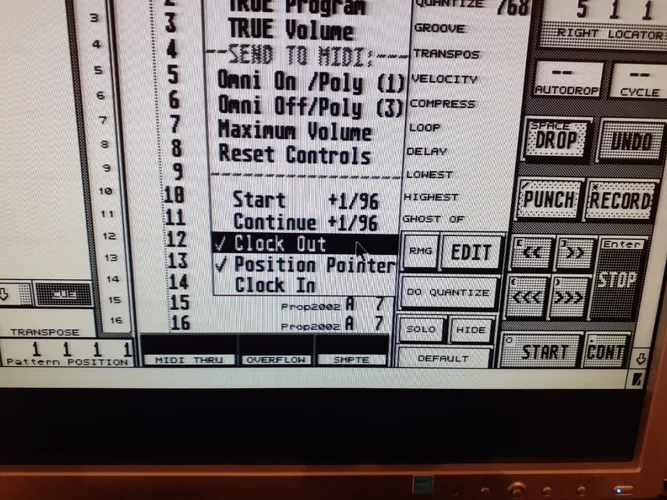 TRUE Program
TRUE Volume
--SEND TO MIDI:---
Omni On /Poly (1)
Omni Off/Poly (3)
Maximum Volume
Reset Controls
Start +1/96
Continue +1/96
✓ Clock Out
✓ Position Pointer
Clock In
3
4
5
6
7
8
9
10
11
12
13
14
15
16
2
3
4
5
6
7
8
9
10
11
12
13
14
15 Prop2002 A 7
16 Prop2002 A 7
CUE
TRANSPOSE
1 1 1 1
Pattern POSITION
MIDI THRU
OVERFLOW
SMPTE
QUANTIZE 768
GROOVE
TRANSPOS
VELOCITY
COMPRESS
LOOP
DELAY
LOWEST
HIGHEST
GHOST OF
RMG
EDIT
DO QUANTIZE
SOLO
HIDE
DEFAULT
5 1 1
RIGHT LOCATOR
--
AUTODROP
--
CYCLE
SPACE
DROP
UNDO
PUNCH
*
RECORD
<<
>>
Enter
STOP
<<<
>>>
0
START
CONT